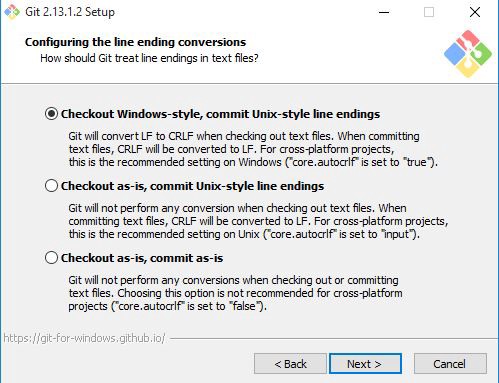 Git 2.13.1.2 Setup
Configuring the line ending conversions
How should Git treat line endings in text files?
Checkout Windows-style, commit Unix-style line endings
Git will convert LF to CRLF when checking out text files. When committing
text files, CRLF will be converted to LF. For cross-platform projects,
this is the recommended setting on Windows ("core.autocrlf" is set to "true").
Checkout as-is, commit Unix-style line endings
Git will not perform any conversion when checking out text files. When
committing text files, CRLF will be converted to LF. For cross-platform projects,
this is the recommended setting on Unix ("core.autocrlf" is set to "input").
Checkout as-is, commit as-is
Git will not perform any conversions when checking out or committing
text files. Choosing this option is not recommended for cross-platform
projects ("core.autocrlf" is set to "false").
https://git-for-windows.github.io/
< Back
Next >
Cancel